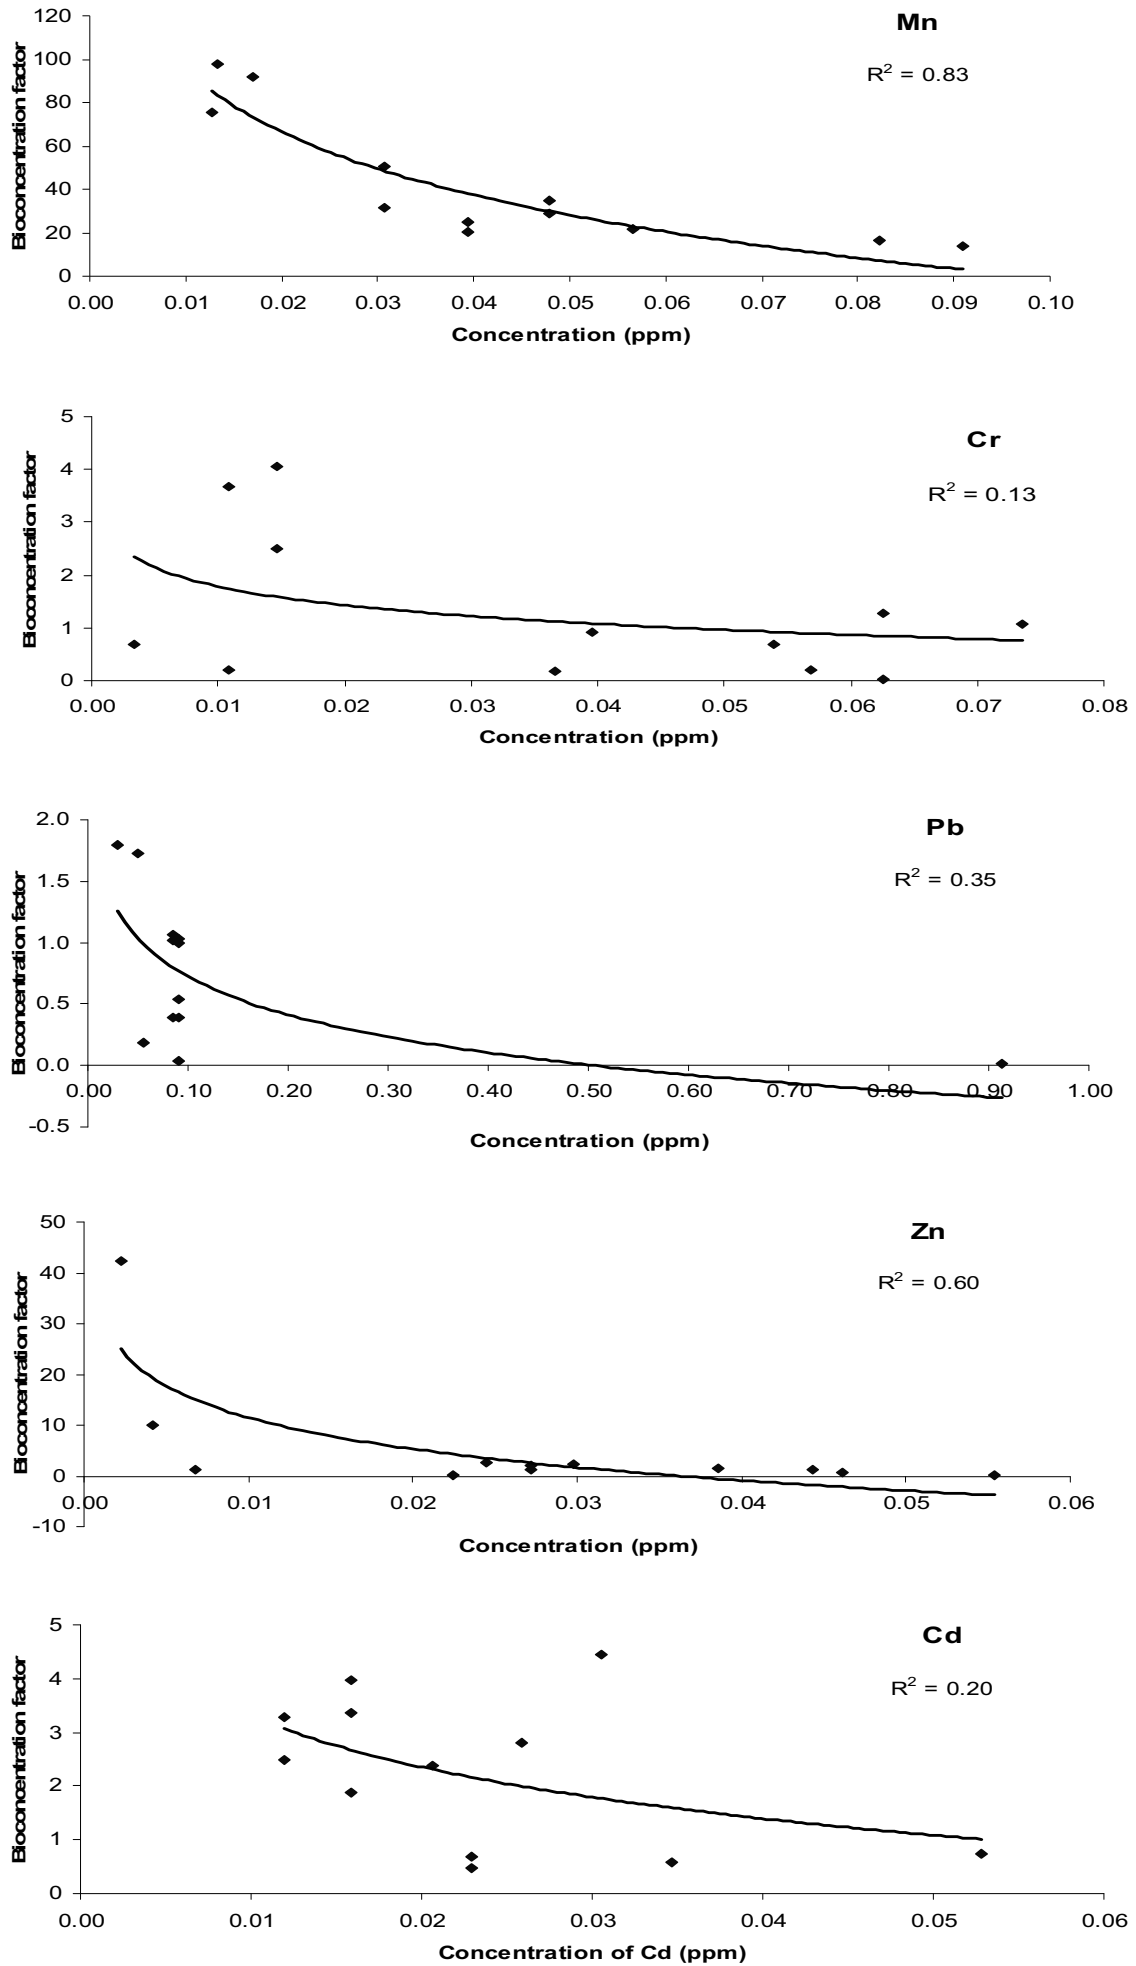 Mn
R² = 0.83
120
100
80
60
40
20
0
Bioconcentration factor
0.00 0.01 0.02 0.03 0.04 0.05 0.06 0.07 0.08 0.09 0.10
Concentration (ppm)
Cr
R² = 0.13
5
4
3
2
1
0
Bioconcentration factor
0.00 0.01 0.02 0.03 0.04 0.05 0.06 0.07 0.08
Concentration (ppm)
Pb
R² = 0.35
2.0
1.5
1.0
0.5
0.0
-0.5
Bioconcentration factor
0.00 0.10 0.20 0.30 0.40 0.50 0.60 0.70 0.80 0.90 1.00
Concentration (ppm)
Zn
R² = 0.60
50
40
30
20
10
0
-10
Bioconcentration factor
0.00 0.01 0.02 0.03 0.04 0.05 0.06
Concentration (ppm)
Cd
R² = 0.20
5
4
3
2
1
0
Bioconcentration factor
0.00 0.01 0.02 0.03 0.04 0.05 0.06
Concentration of Cd (ppm)